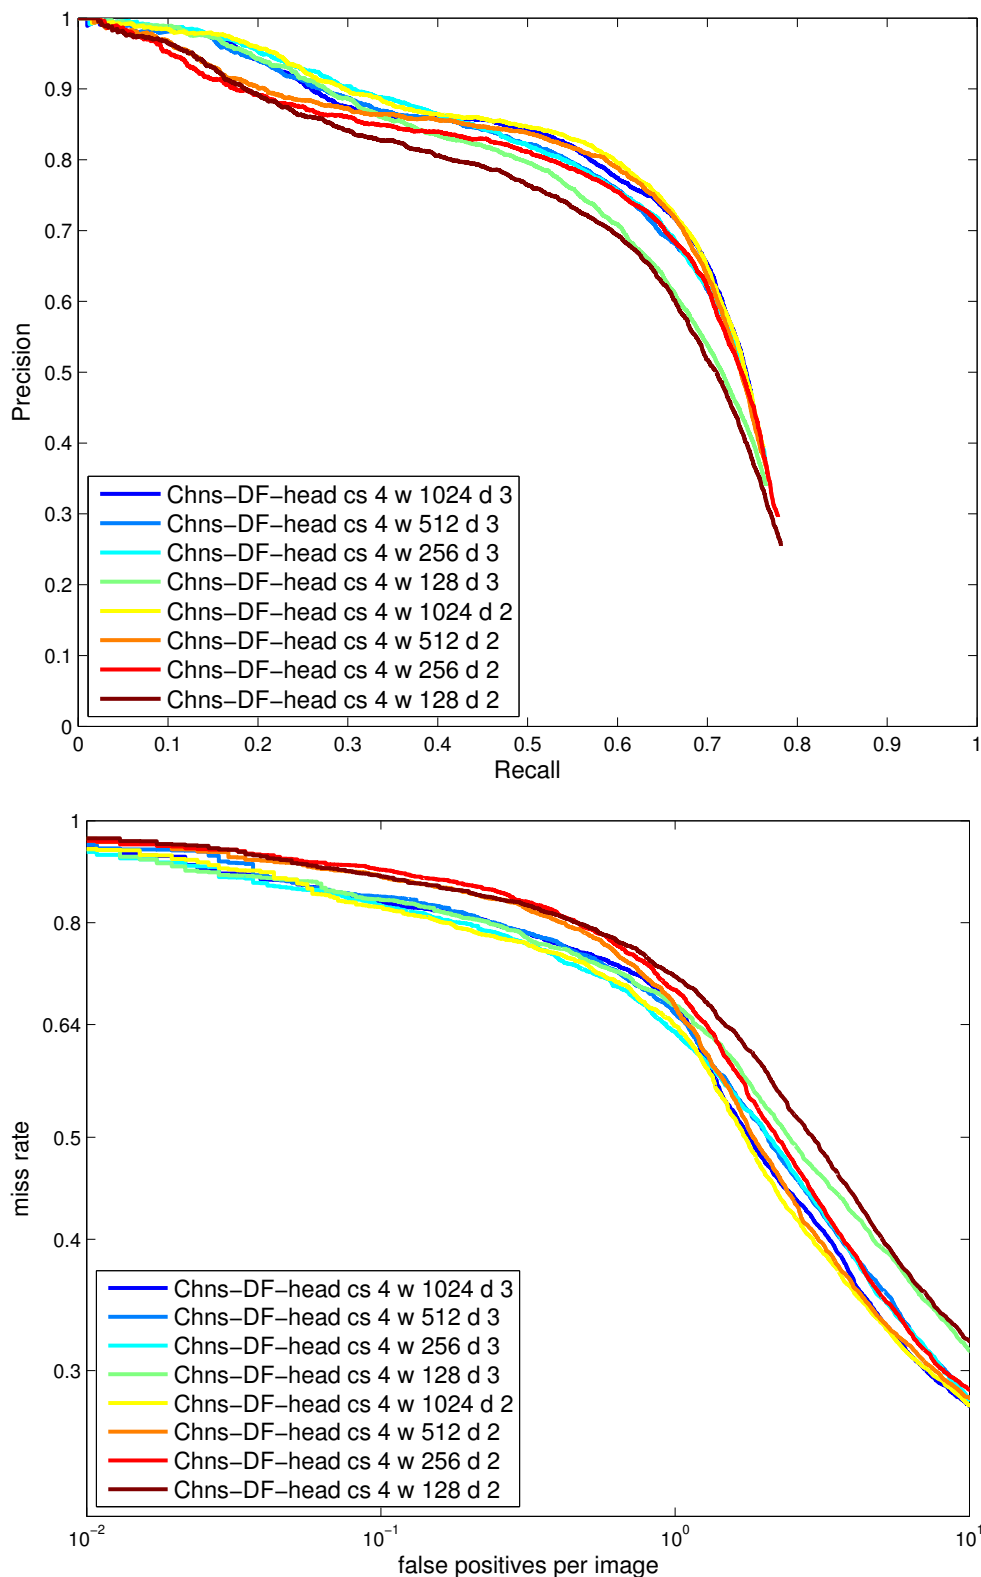 1
0.9
0.8
0.7
0.6
0.5
0.4
0.3
0.2
0.1
0
Precision
Chns−DF−head cs 4 w 1024 d 3
Chns−DF−head cs 4 w 512 d 3
Chns−DF−head cs 4 w 256 d 3
Chns−DF−head cs 4 w 128 d 3
Chns−DF−head cs 4 w 1024 d 2
Chns−DF−head cs 4 w 512 d 2
Chns−DF−head cs 4 w 256 d 2
Chns−DF−head cs 4 w 128 d 2
0 0.1 0.2 0.3 0.4 0.5 0.6 0.7 0.8 0.9 1
Recall
1
0.8
0.64
0.5
0.4
0.3
miss rate
Chns−DF−head cs 4 w 1024 d 3
Chns−DF−head cs 4 w 512 d 3
Chns−DF−head cs 4 w 256 d 3
Chns−DF−head cs 4 w 128 d 3
Chns−DF−head cs 4 w 1024 d 2
Chns−DF−head cs 4 w 512 d 2
Chns−DF−head cs 4 w 256 d 2
Chns−DF−head cs 4 w 128 d 2
10⁻² 10⁻¹ 10⁰ 10¹
false positives per image